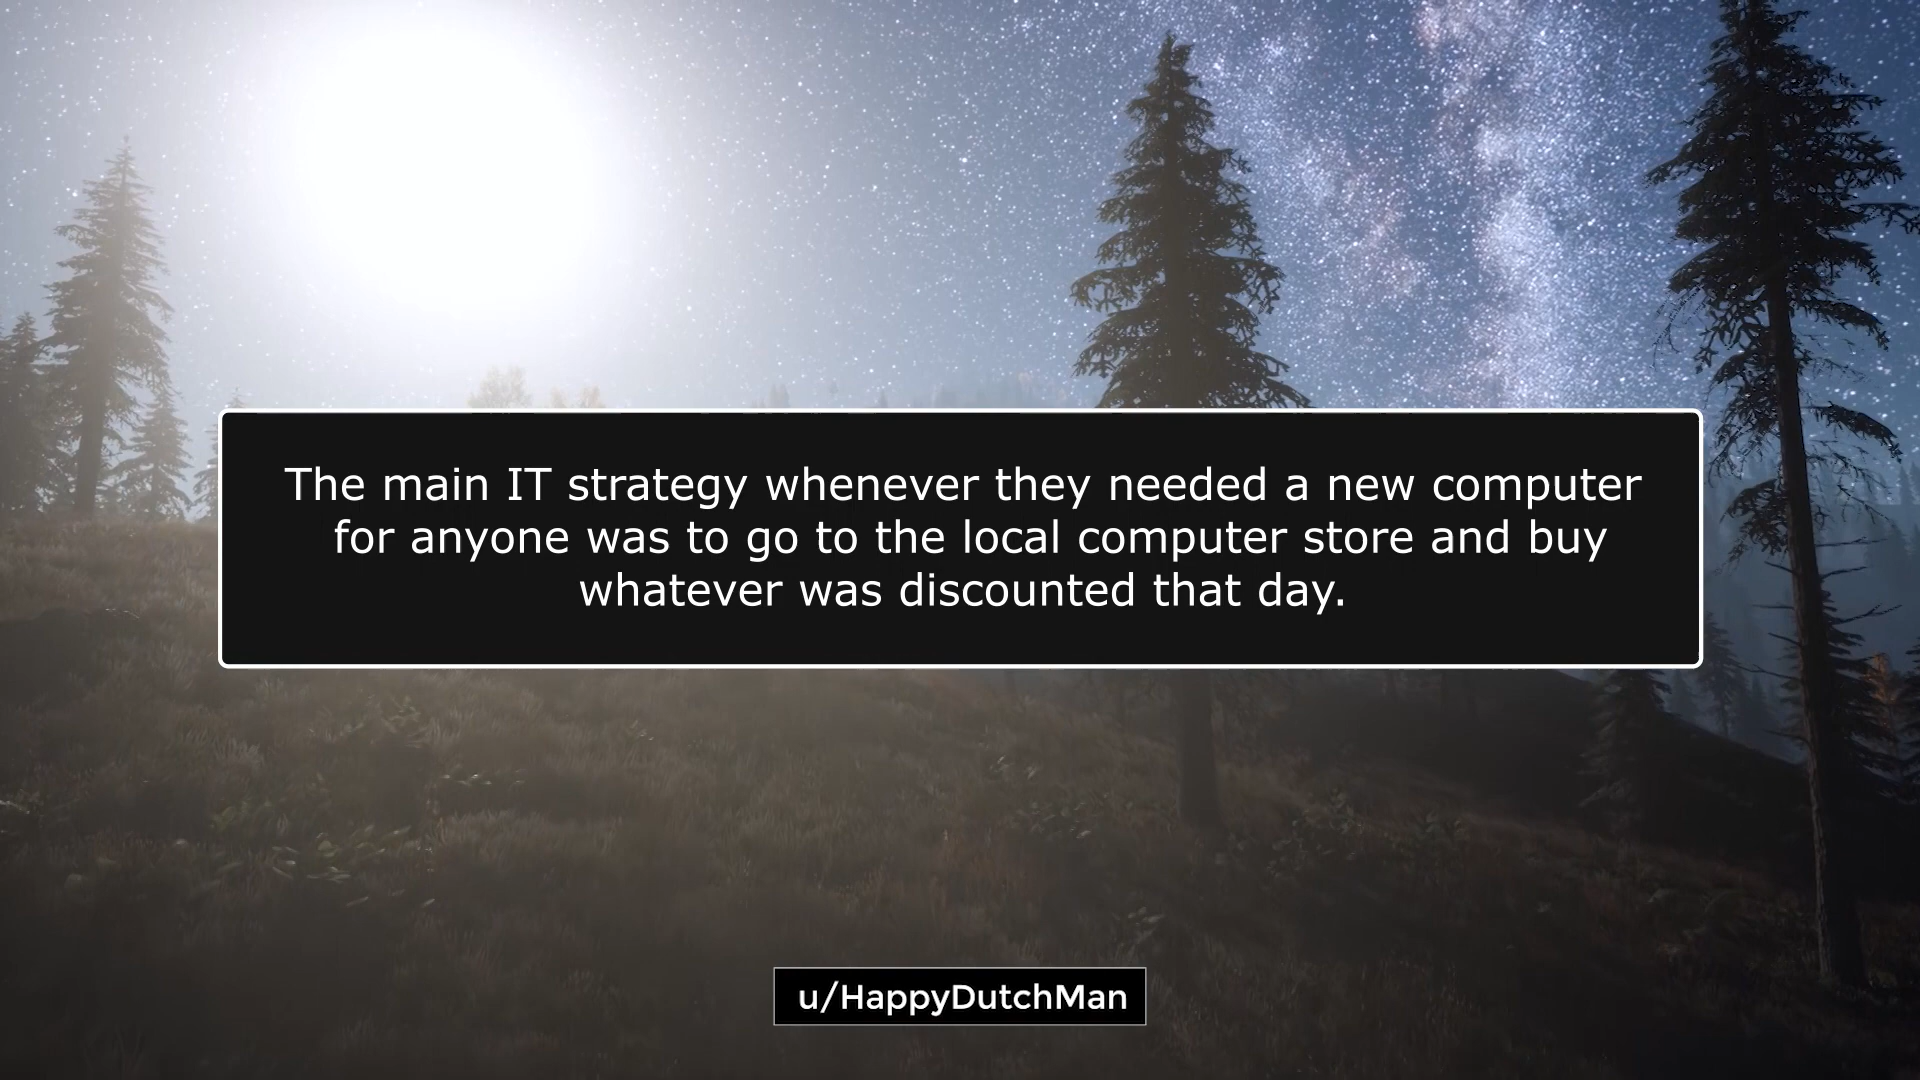 The main IT strategy whenever they needed a new computer
for anyone was to go to the local computer store and buy
whatever was discounted that day.
u/HappyDutchMan